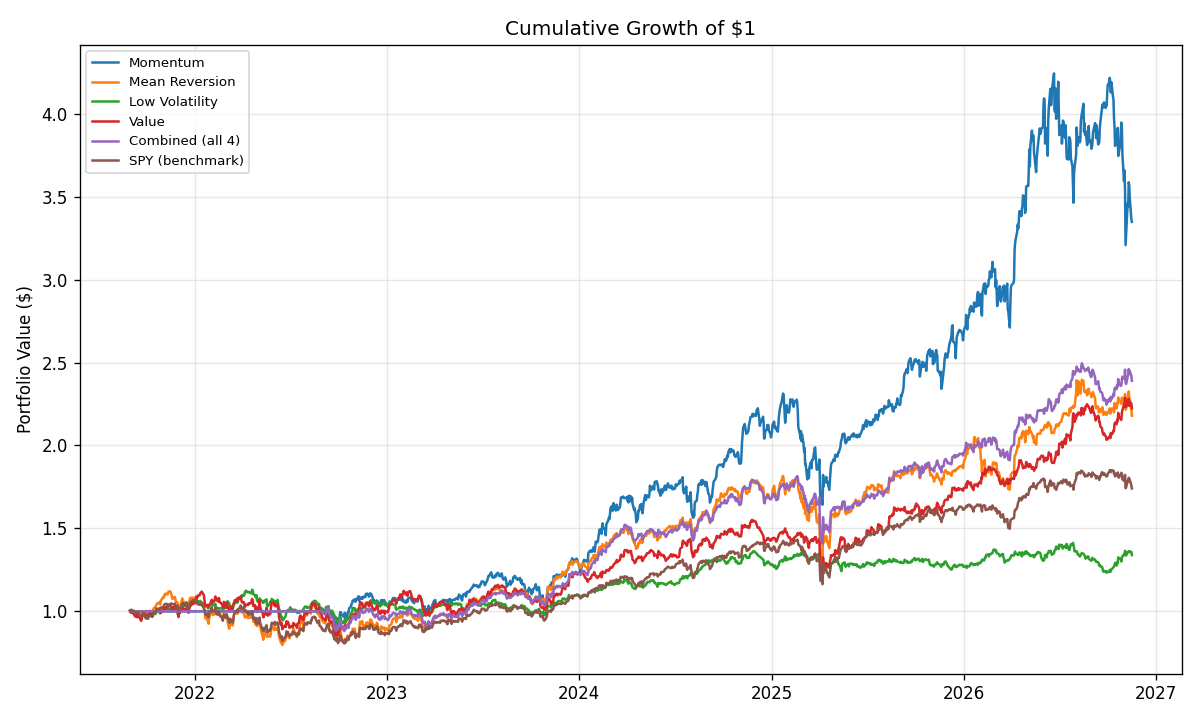 Cumulative Growth of $1
Momentum
Mean Reversion
Low Volatility
Value
Combined (all 4)
SPY (benchmark)
Portfolio Value ($)
4.0
3.5
3.0
2.5
2.0
1.5
1.0
2022
2023
2024
2025
2026
2027